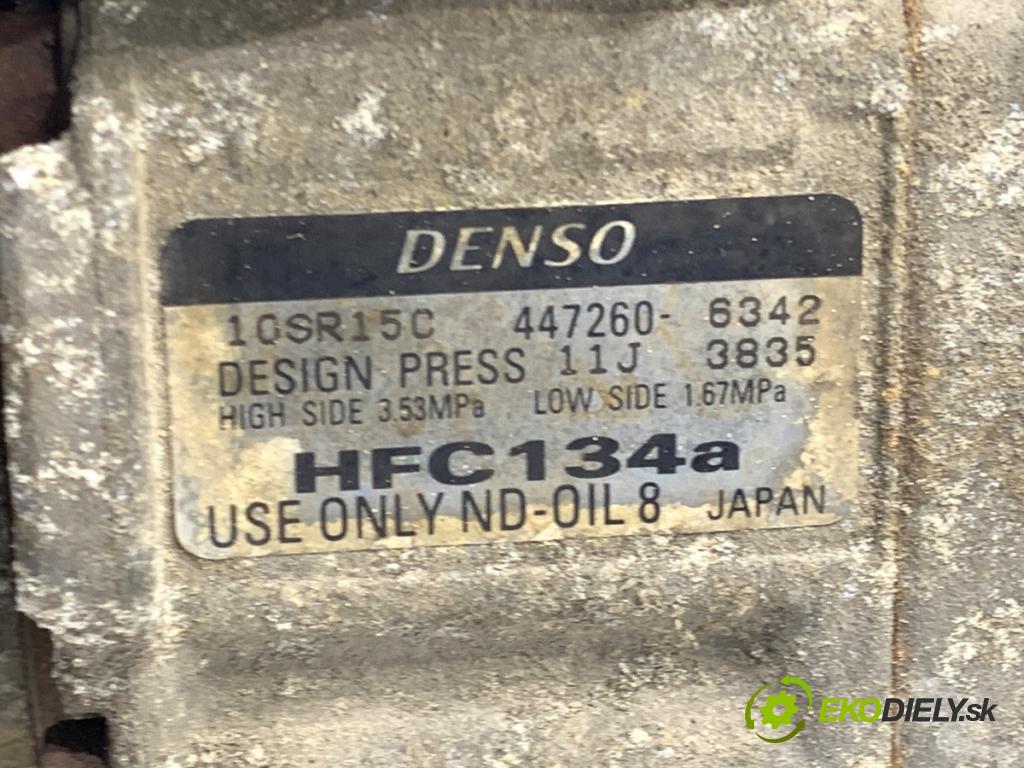 DENSO
10SR15C 447260- 6342
DESIGN PRESS 11J 3835
HIGH SIDE 3.53MPa LOW SIDE 1.67MPa
HFC134a
USE ONLY ND-OIL 8 JAPAN
EKODIELY.sk